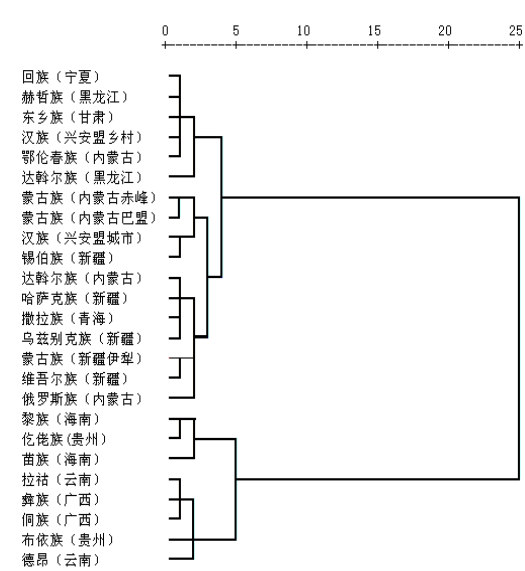 0 5 10 15 20 25
回族（宁夏）
赫哲族（黑龙江）
东乡族（甘肃）
汉族（兴安盟乡村）
鄂伦春族（内蒙古）
达斡尔族（黑龙江）
蒙古族（内蒙古赤峰）
蒙古族（内蒙古巴盟）
汉族（兴安盟城市）
锡伯族（新疆）
达斡尔族（内蒙古）
哈萨克族（新疆）
撒拉族（青海）
乌兹别克族（新疆）
蒙古族（新疆伊犁）
维吾尔族（新疆）
俄罗斯族（内蒙古）
黎族（海南）
仡佬族(贵州）
苗族（海南）
拉祜（云南）
彝族（广西）
侗族（广西）
布依族（贵州）
德昂（云南）